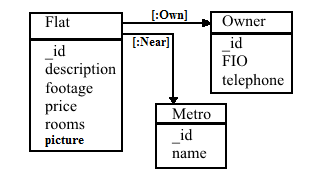 Flat
_id
description
footage
price
rooms
picture
[:Own]
[:Near]
Owner
_id
FIO
telephone
Metro
_id
name